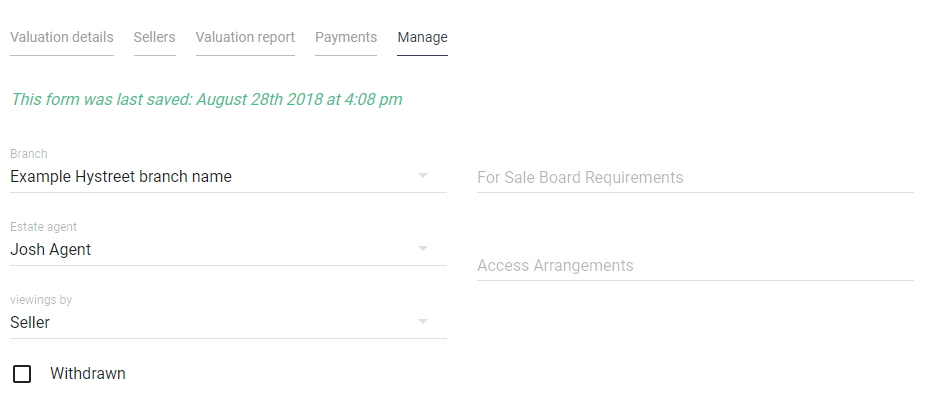 Valuation details Sellers Valuation report Payments Manage
This form was last saved: August 28th 2018 at 4:08 pm
Branch
Example Hystreet branch name
For Sale Board Requirements
Estate agent
Josh Agent
Access Arrangements
viewings by
Seller
Withdrawn